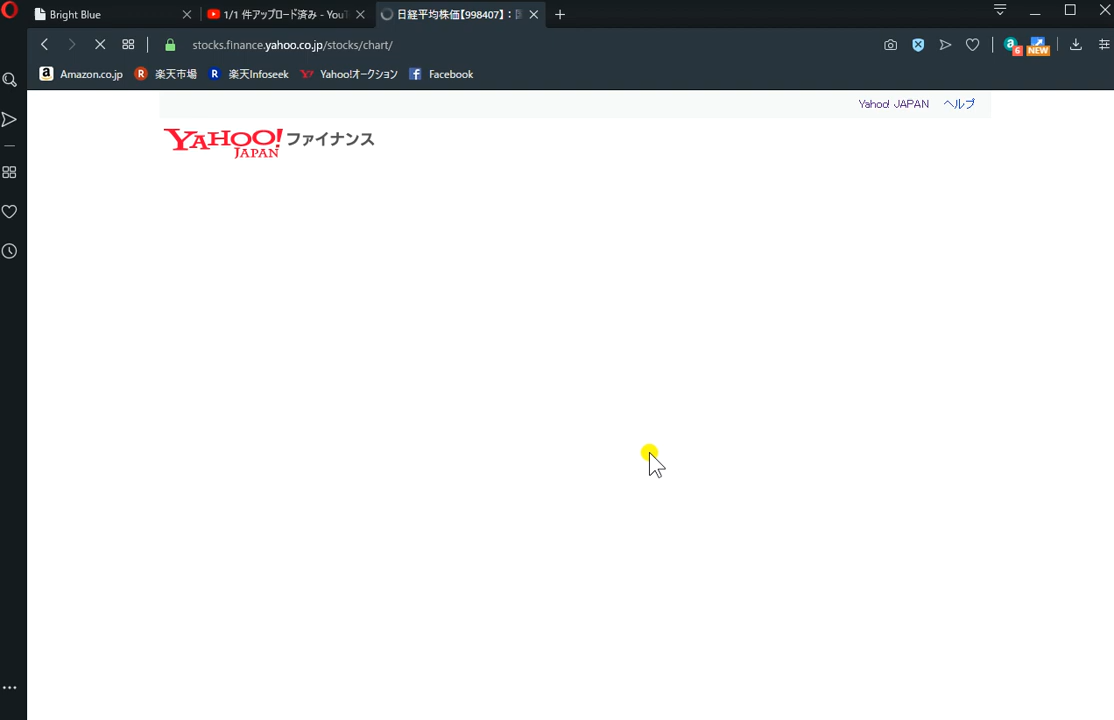 Bright Blue
1/1 件アップロード済み - YouT
日経平均株価【998407】：
stocks.finance.yahoo.co.jp/stocks/chart/
6
NEW
a Amazon.co.jp
R 楽天市場
R 楽天Infoseek
Y! Yahoo!オークション
f Facebook
Yahoo! JAPAN ヘルプ
YAHOO! JAPAN ファイナンス